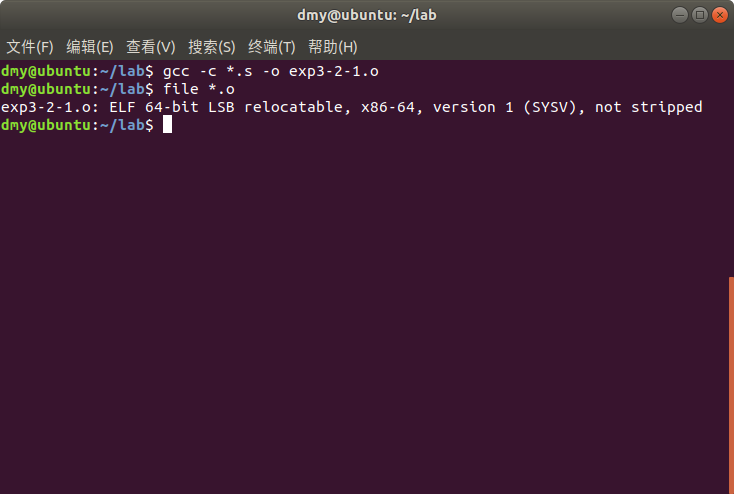 dmy@ubuntu: ~/lab
文件(F) 编辑(E) 查看(V) 搜索(S) 终端(T) 帮助(H)
dmy@ubuntu:~/lab$ gcc -c *.s -o exp3-2-1.o
dmy@ubuntu:~/lab$ file *.o
exp3-2-1.o: ELF 64-bit LSB relocatable, x86-64, version 1 (SYSV), not stripped
dmy@ubuntu:~/lab$